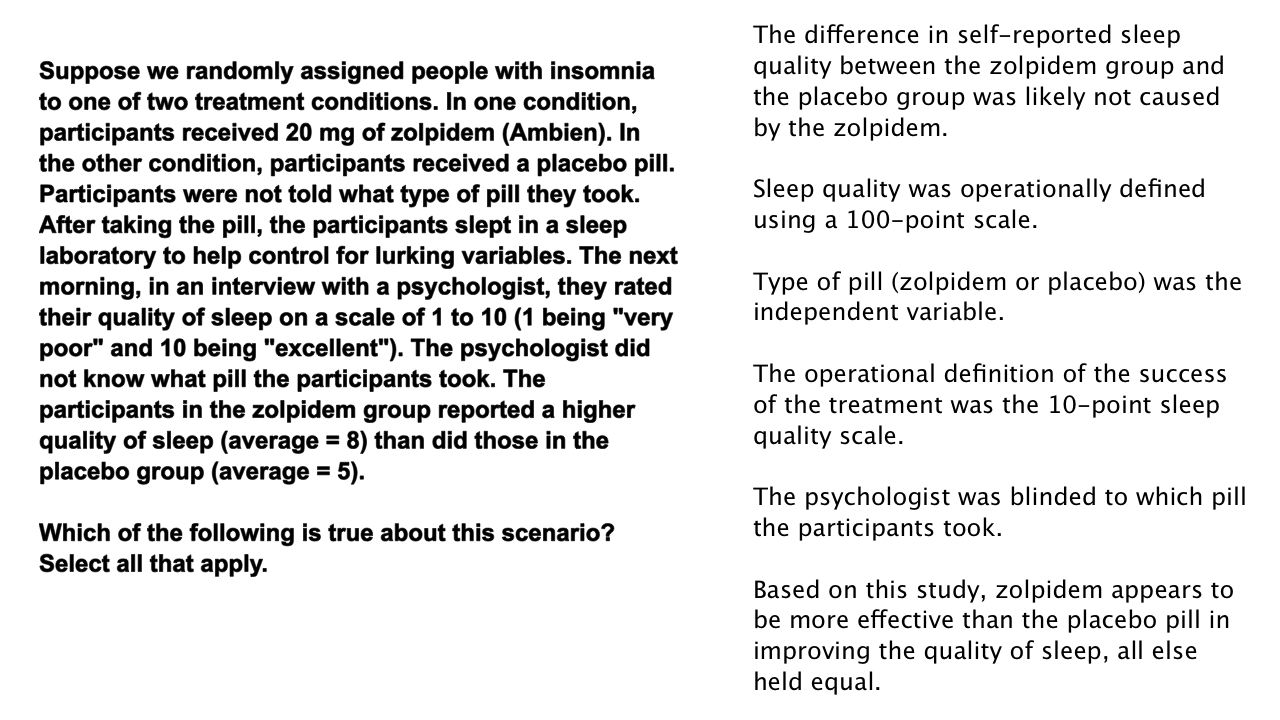 Suppose we randomly assigned people with insomnia
to one of two treatment conditions. In one condition,
participants received 20 mg of zolpidem (Ambien). In
the other condition, participants received a placebo pill.
Participants were not told what type of pill they took.
After taking the pill, the participants slept in a sleep
laboratory to help control for lurking variables. The next
morning, in an interview with a psychologist, they rated
their quality of sleep on a scale of 1 to 10 (1 being "very
poor" and 10 being "excellent"). The psychologist did
not know what pill the participants took. The
participants in the zolpidem group reported a higher
quality of sleep (average = 8) than did those in the
placebo group (average = 5).
Which of the following is true about this scenario?
Select all that apply.
The difference in self-reported sleep
quality between the zolpidem group and
the placebo group was likely not caused
by the zolpidem.
Sleep quality was operationally defined
using a 100-point scale.
Type of pill (zolpidem or placebo) was the
independent variable.
The operational definition of the success
of the treatment was the 10-point sleep
quality scale.
The psychologist was blinded to which pill
the participants took.
Based on this study, zolpidem appears to
be more effective than the placebo pill in
improving the quality of sleep, all else
held equal.